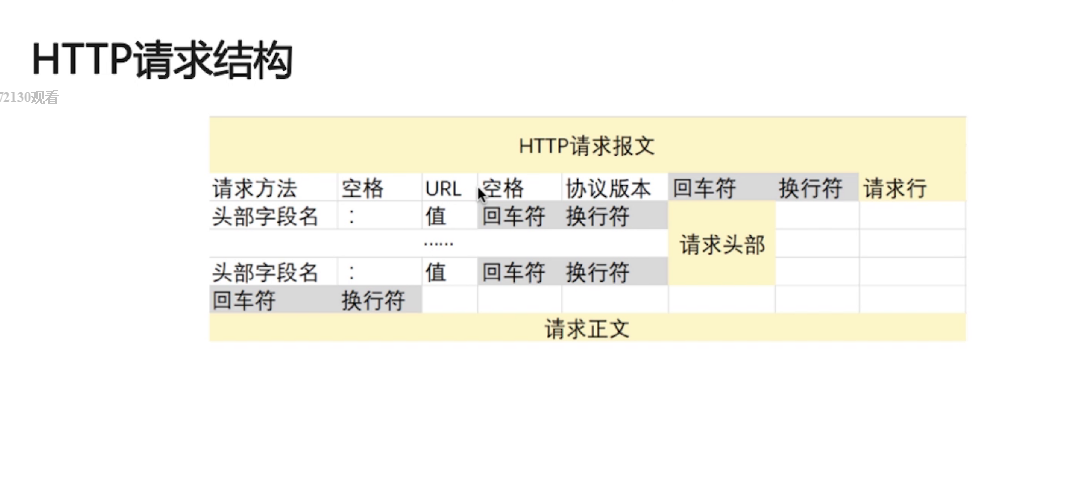 HTTP请求结构
72130观看
HTTP请求报文
请求方法 空格 URL 空格 协议版本 回车符 换行符 请求行
头部字段名 : 值 回车符 换行符
请求头部
......
头部字段名 : 值 回车符 换行符
回车符 换行符
请求正文